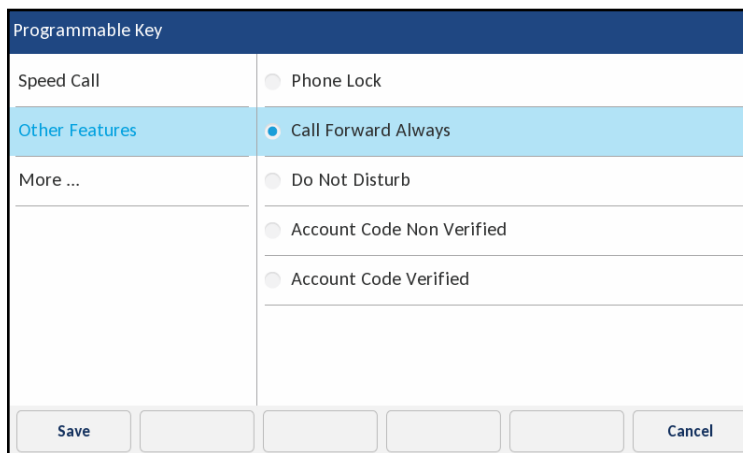 Programmable Key
Speed Call
Other Features
More ...
Phone Lock
Call Forward Always
Do Not Disturb
Account Code Non Verified
Account Code Verified
Save
Cancel